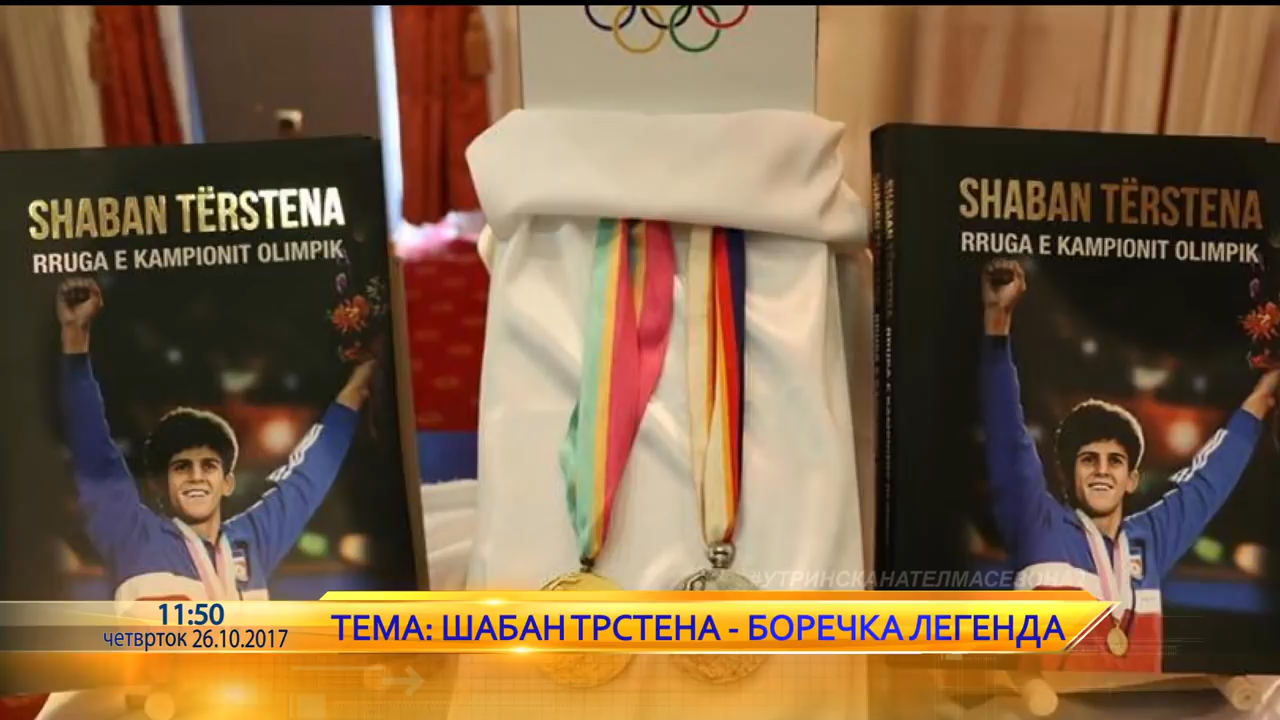 SHABAN TËRSTENA
RRUGA E KAMPIONIT OLIMPIK
SHABAN TËRSTENA
RRUGA E KAMPIONIT OLIMPIK
#УТРИНСКАНАТЕЛМАСЕЗОНА2
11:50
четврток 26.10.2017
ТЕМА: ШАБАН ТРСТЕНА - БОРЕЧКА ЛЕГЕНДА